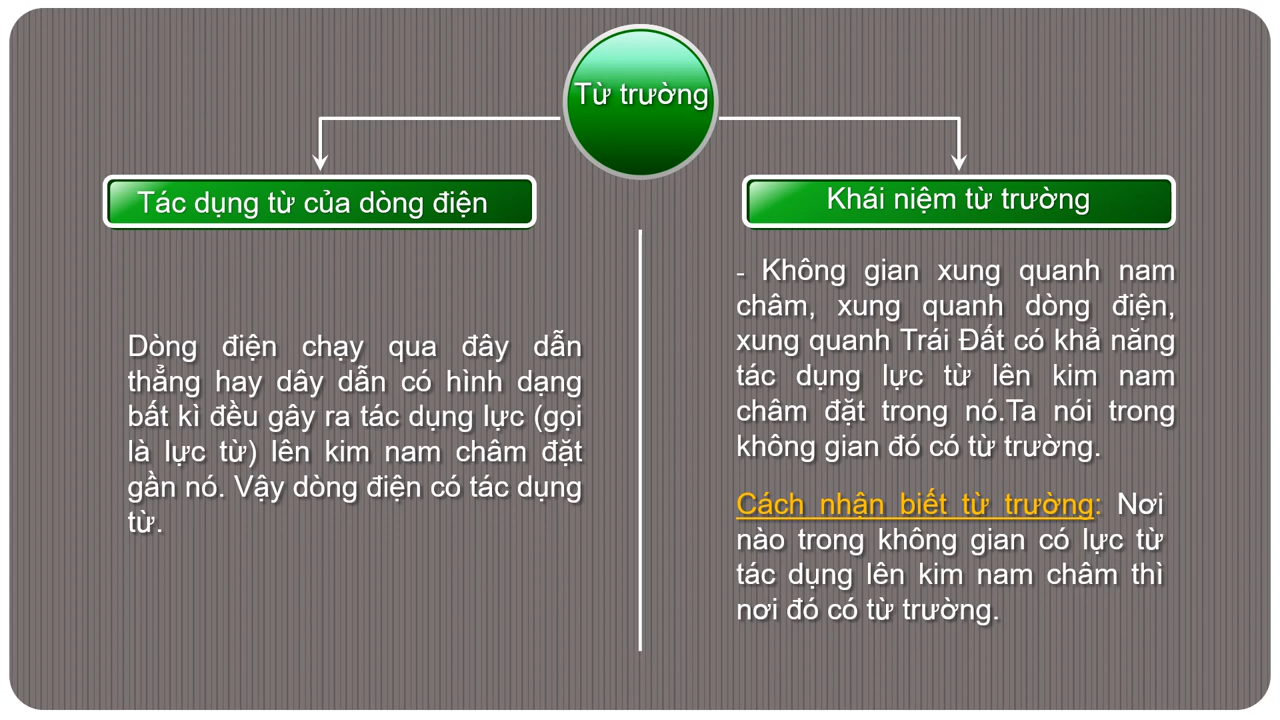 Từ trường
Tác dụng từ của dòng điện
Khái niệm từ trường
Dòng điện chạy qua đây dẫn
thẳng hay dây dẫn có hình dạng
bất kì đều gây ra tác dụng lực (gọi
là lực từ) lên kim nam châm đặt
gần nó. Vậy dòng điện có tác dụng
từ.
- Không gian xung quanh nam
châm, xung quanh dòng điện,
xung quanh Trái Đất có khả năng
tác dụng lực từ lên kim nam
châm đặt trong nó.Ta nói trong
không gian đó có từ trường.
Cách nhận biết từ trường: Nơi
nào trong không gian có lực từ
tác dụng lên kim nam châm thì
nơi đó có từ trường.